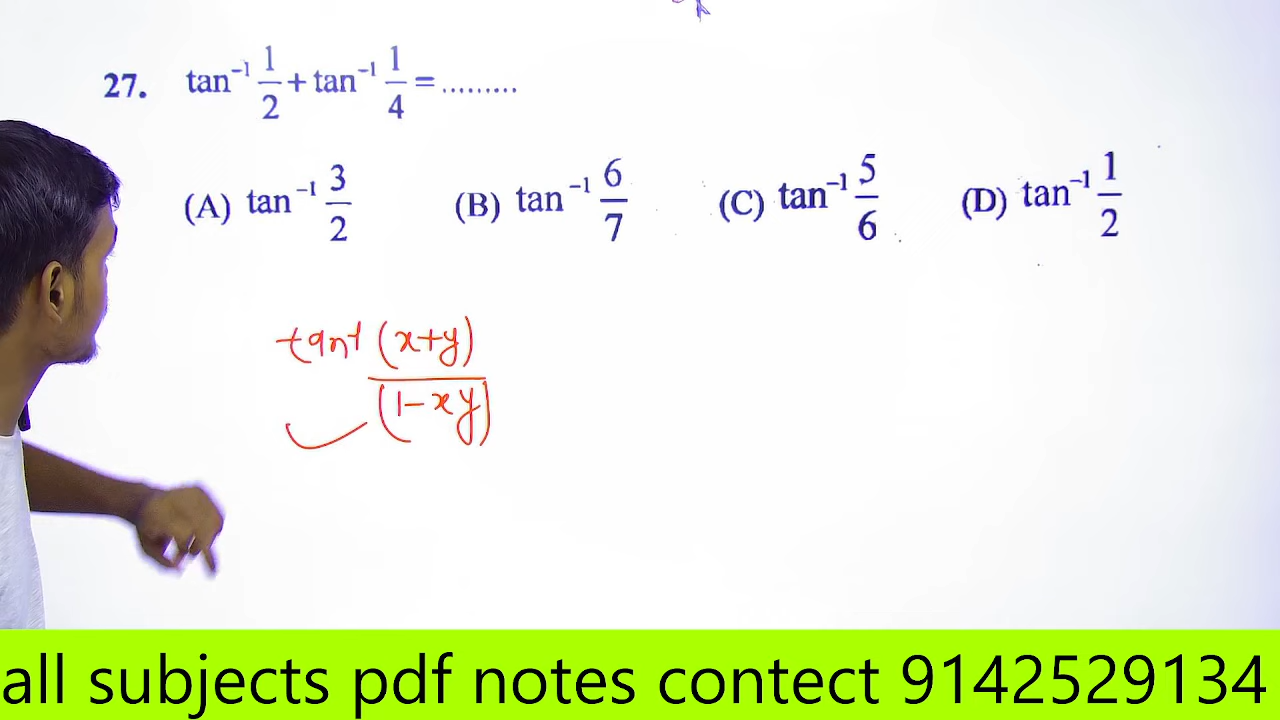 27. tan⁻¹ 1/2 + tan⁻¹ 1/4 = .........
(A) tan⁻¹ 3/2 (B) tan⁻¹ 6/7 (C) tan⁻¹ 5/6 (D) tan⁻¹ 1/2
tan⁻¹ (x+y)/(1-xy)
all subjects pdf notes contect 9142529134